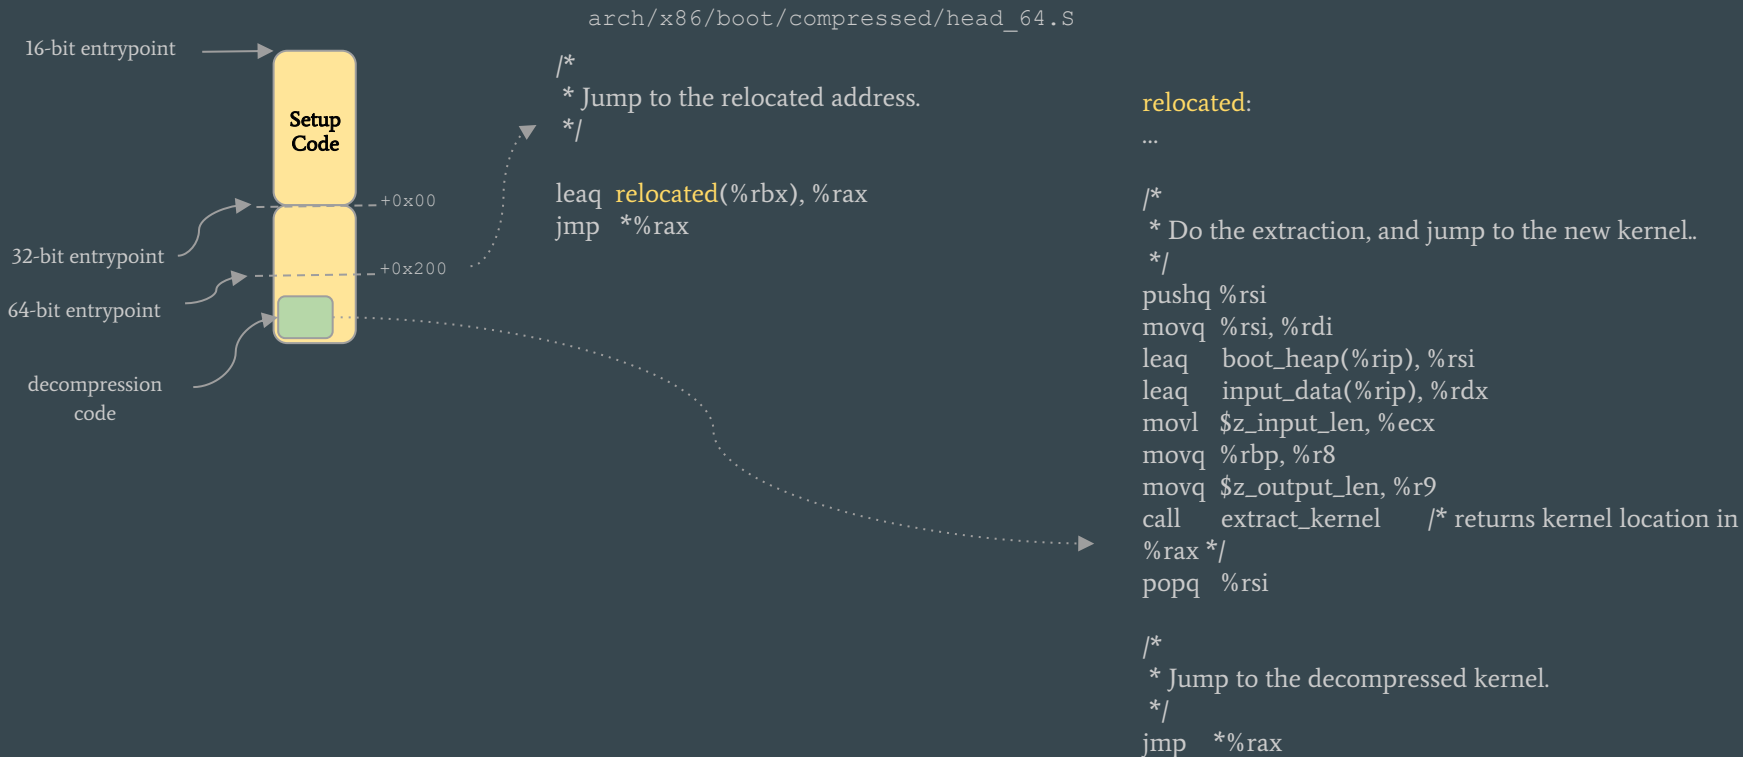 arch/x86/boot/compressed/head_64.S
16-bit entrypoint
Setup
Code
+0x00
32-bit entrypoint
+0x200
64-bit entrypoint
decompression
code
/*
* Jump to the relocated address.
*/
leaq relocated(%rbx), %rax
jmp *%rax
relocated:
...
/*
* Do the extraction, and jump to the new kernel..
*/
pushq %rsi
movq %rsi, %rdi
leaq boot_heap(%rip), %rsi
leaq input_data(%rip), %rdx
movl $z_input_len, %ecx
movq %rbp, %r8
movq $z_output_len, %r9
call extract_kernel /* returns kernel location in
%rax */
popq %rsi
/*
* Jump to the decompressed kernel.
*/
jmp *%rax